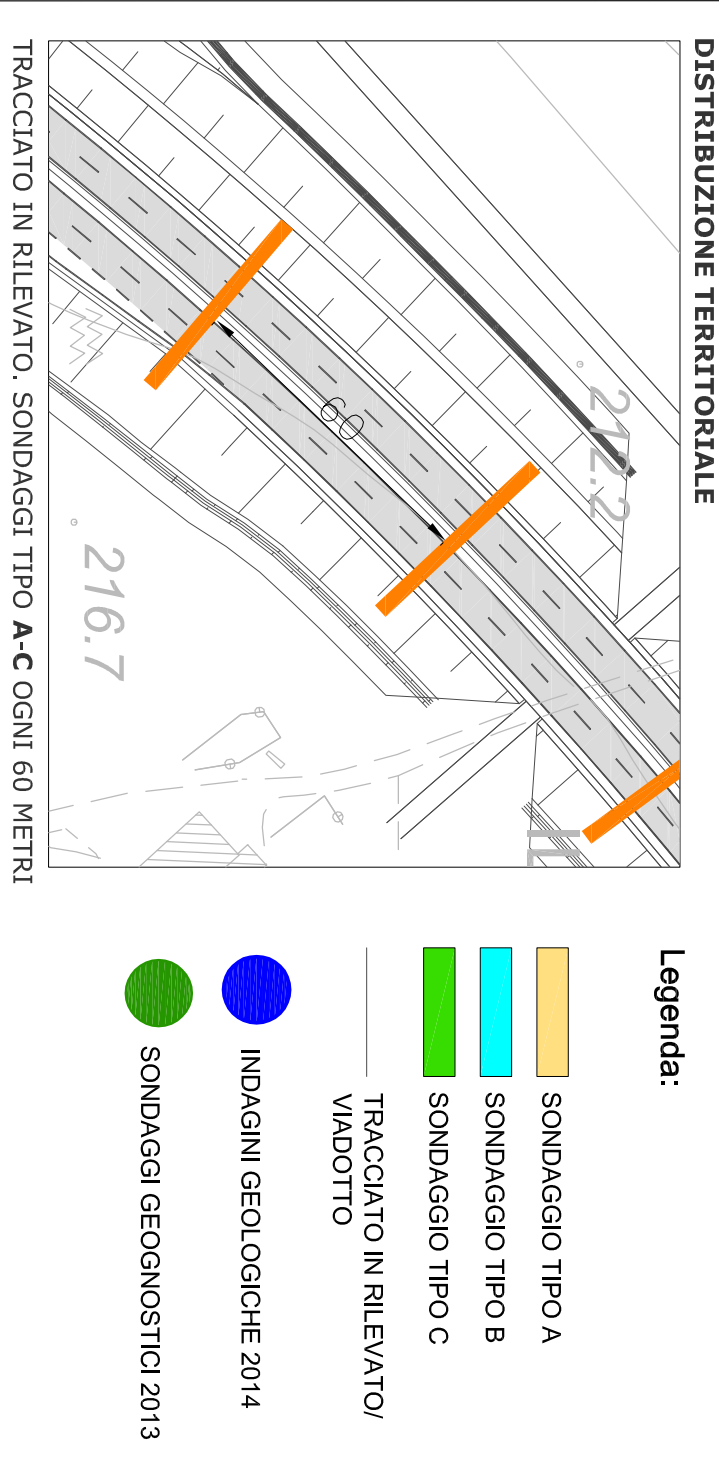 DISTRIBUZIONE TERRITORIALE
212.2
60
216.7
TRACCIATO IN RILEVATO. SONDAGGI TIPO A-C OGNI 60 METRI
Legenda:
SONDAGGIO TIPO A
SONDAGGIO TIPO B
SONDAGGIO TIPO C
TRACCIATO IN RILEVATO/
VIADOTTO
INDAGINI GEOLOGICHE 2014
SONDAGGI GEOGNOSTICI 2013